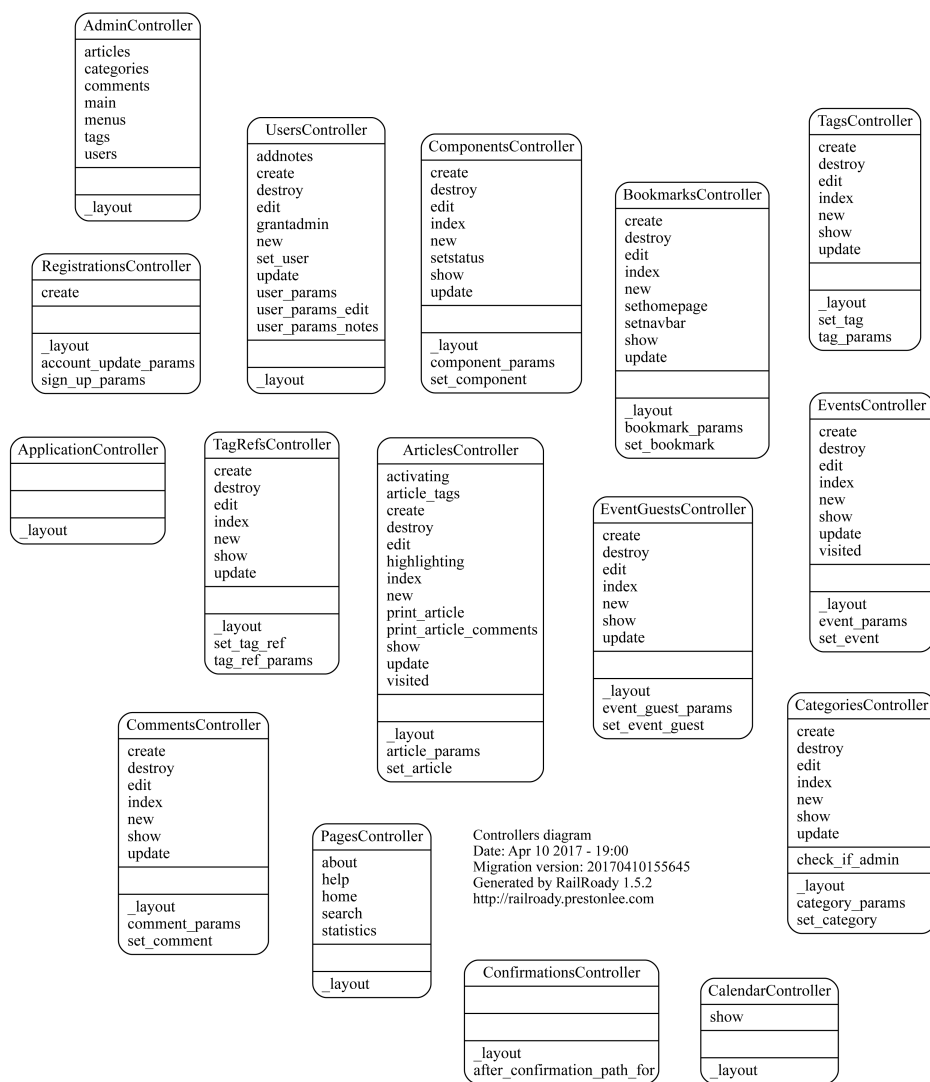 AdminController
articles
categories
comments
main
menus
tags
users
_layout
UsersController
addnotes
create
destroy
edit
grantadmin
new
set_user
update
user_params
user_params_edit
user_params_notes
_layout
ComponentsController
create
destroy
edit
index
new
setstatus
show
update
_layout
component_params
set_component
BookmarksController
create
destroy
edit
index
new
sethomepage
setnavbar
show
update
_layout
bookmark_params
set_bookmark
TagsController
create
destroy
edit
index
new
show
update
_layout
set_tag
tag_params
RegistrationsController
create
_layout
account_update_params
sign_up_params
ApplicationController
_layout
TagRefsController
create
destroy
edit
index
new
show
update
_layout
set_tag_ref
tag_ref_params
ArticlesController
activating
article_tags
create
destroy
edit
highlighting
index
new
print_article
print_article_comments
show
update
visited
_layout
article_params
set_article
EventGuestsController
create
destroy
edit
index
new
show
update
_layout
event_guest_params
set_event_guest
EventsController
create
destroy
edit
index
new
show
update
visited
_layout
event_params
set_event
CommentsController
create
destroy
edit
index
new
show
update
_layout
comment_params
set_comment
PagesController
about
help
home
search
statistics
_layout
Controllers diagram
Date: Apr 10 2017 - 19:00
Migration version: 20170410155645
Generated by RailRoady 1.5.2
http://railroady.prestonlee.com
CategoriesController
create
destroy
edit
index
new
show
update
check_if_admin
_layout
category_params
set_category
ConfirmationsController
_layout
after_confirmation_path_for
CalendarController
show
_layout